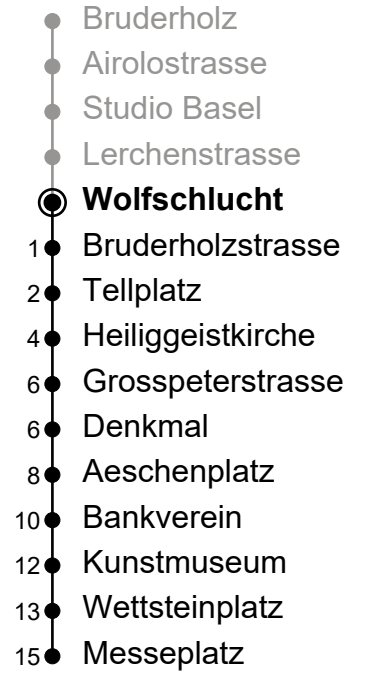 Bruderholz
Airolostrasse
Studio Basel
Lerchenstrasse
Wolfschlucht
1 Bruderholzstrasse
2 Tellplatz
4 Heiliggeistkirche
6 Grosspeterstrasse
6 Denkmal
8 Aeschenplatz
10 Bankverein
12 Kunstmuseum
13 Wettsteinplatz
15 Messeplatz